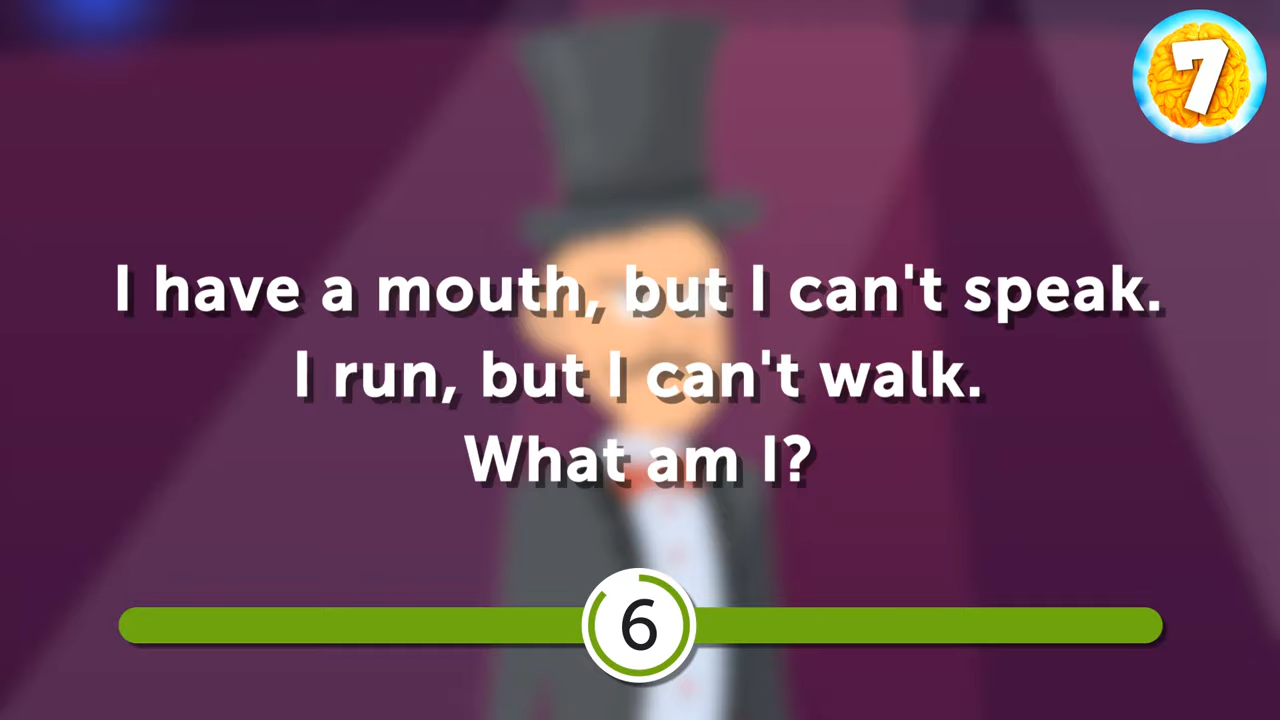 7
I have a mouth, but I can't speak.
I run, but I can't walk.
What am I?
6